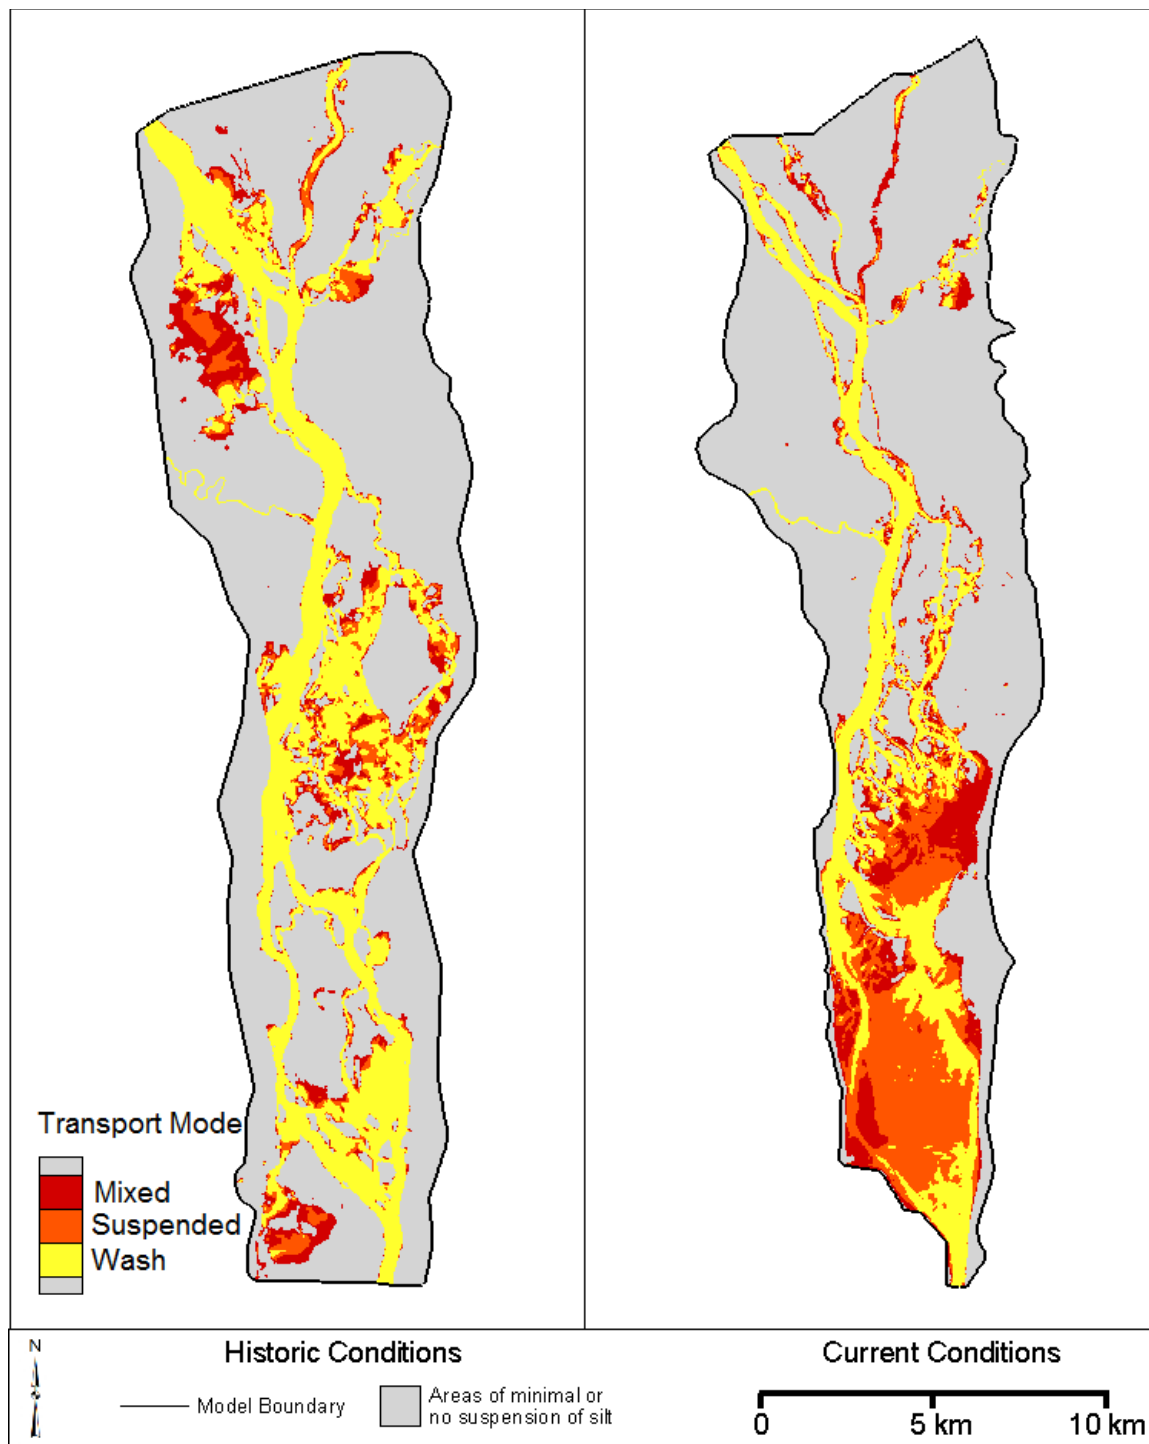 Transport Mode
Mixed
Suspended
Wash
N
Historic Conditions
Current Conditions
Model Boundary
Areas of minimal or
no suspension of silt
0 5 km 10 km